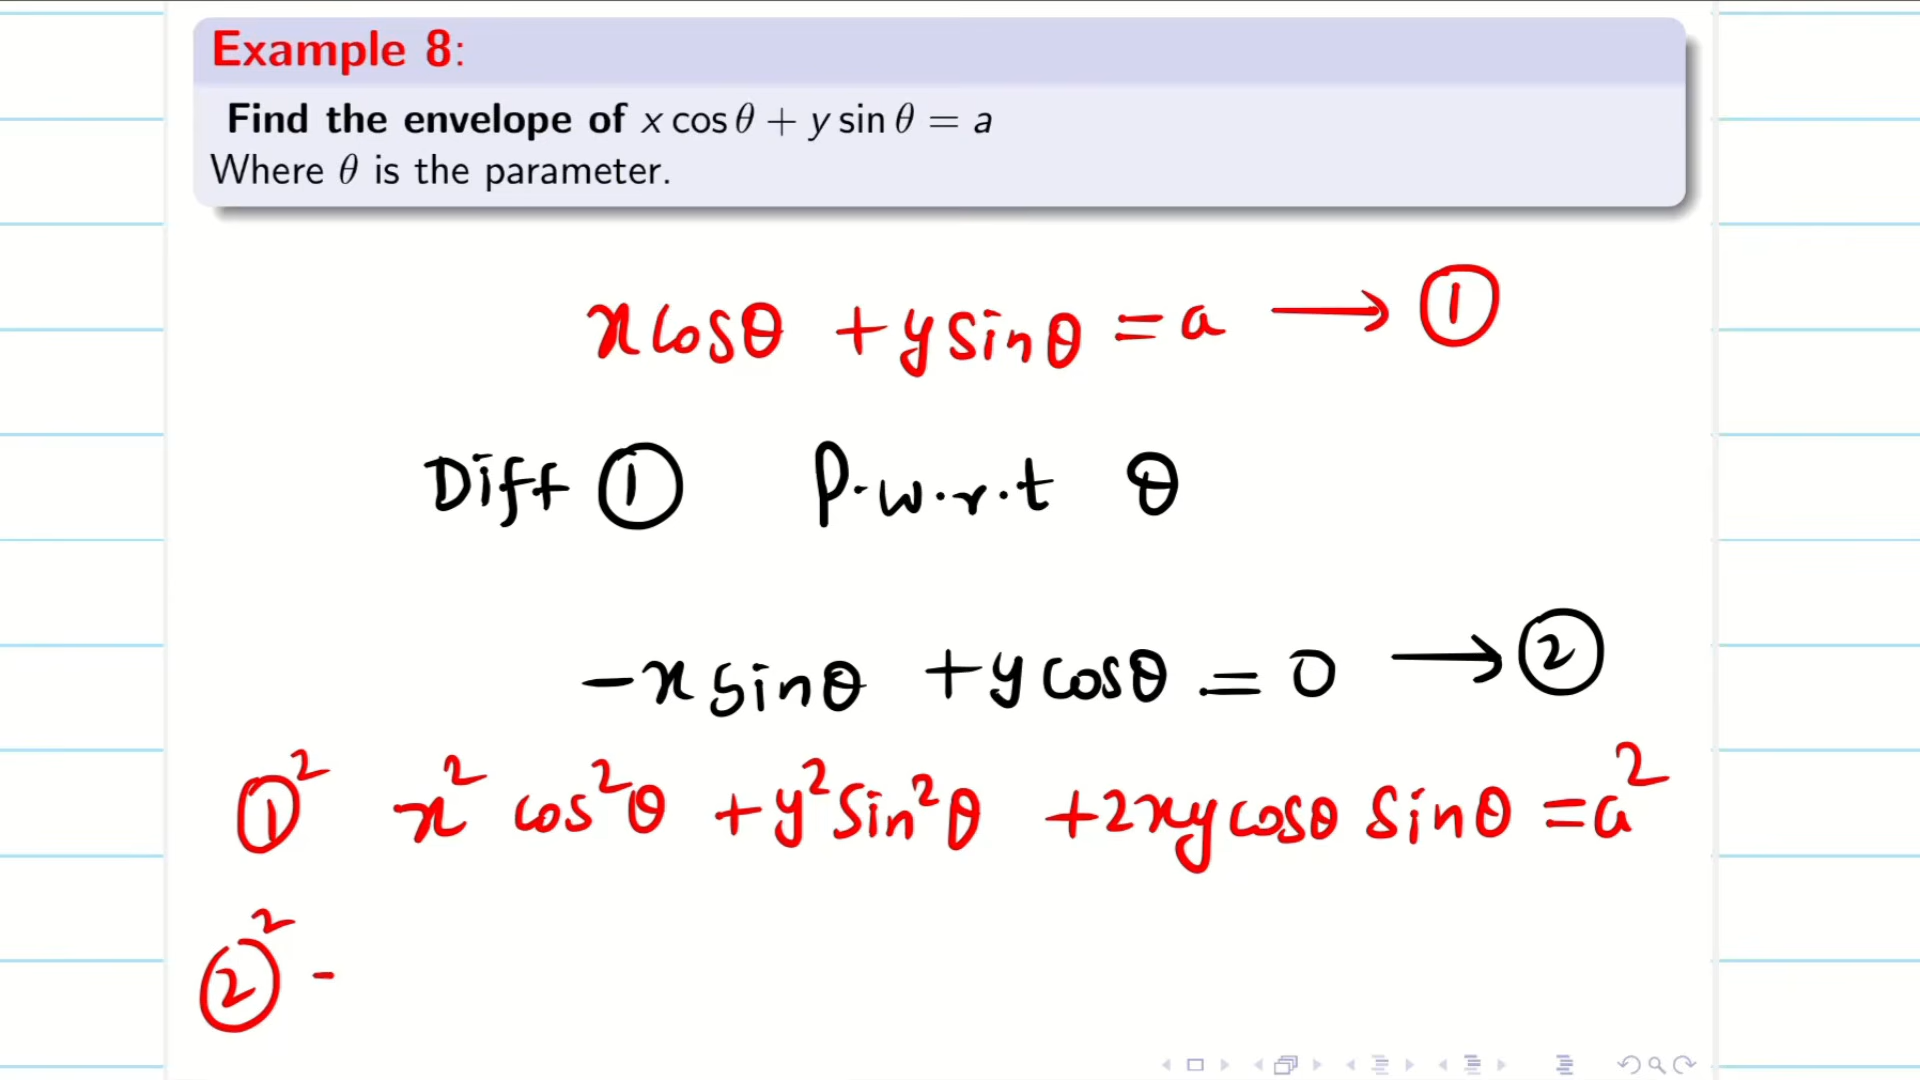 Example 8:
Find the envelope of x cos θ + y sin θ = a
Where θ is the parameter.
x cosθ + y sinθ = a → ①
Diff ① P.w.r.t θ
-x sinθ + y cosθ = 0 → ②
①² x² cos²θ + y² sin²θ + 2xy cosθ sinθ = a²
②² -